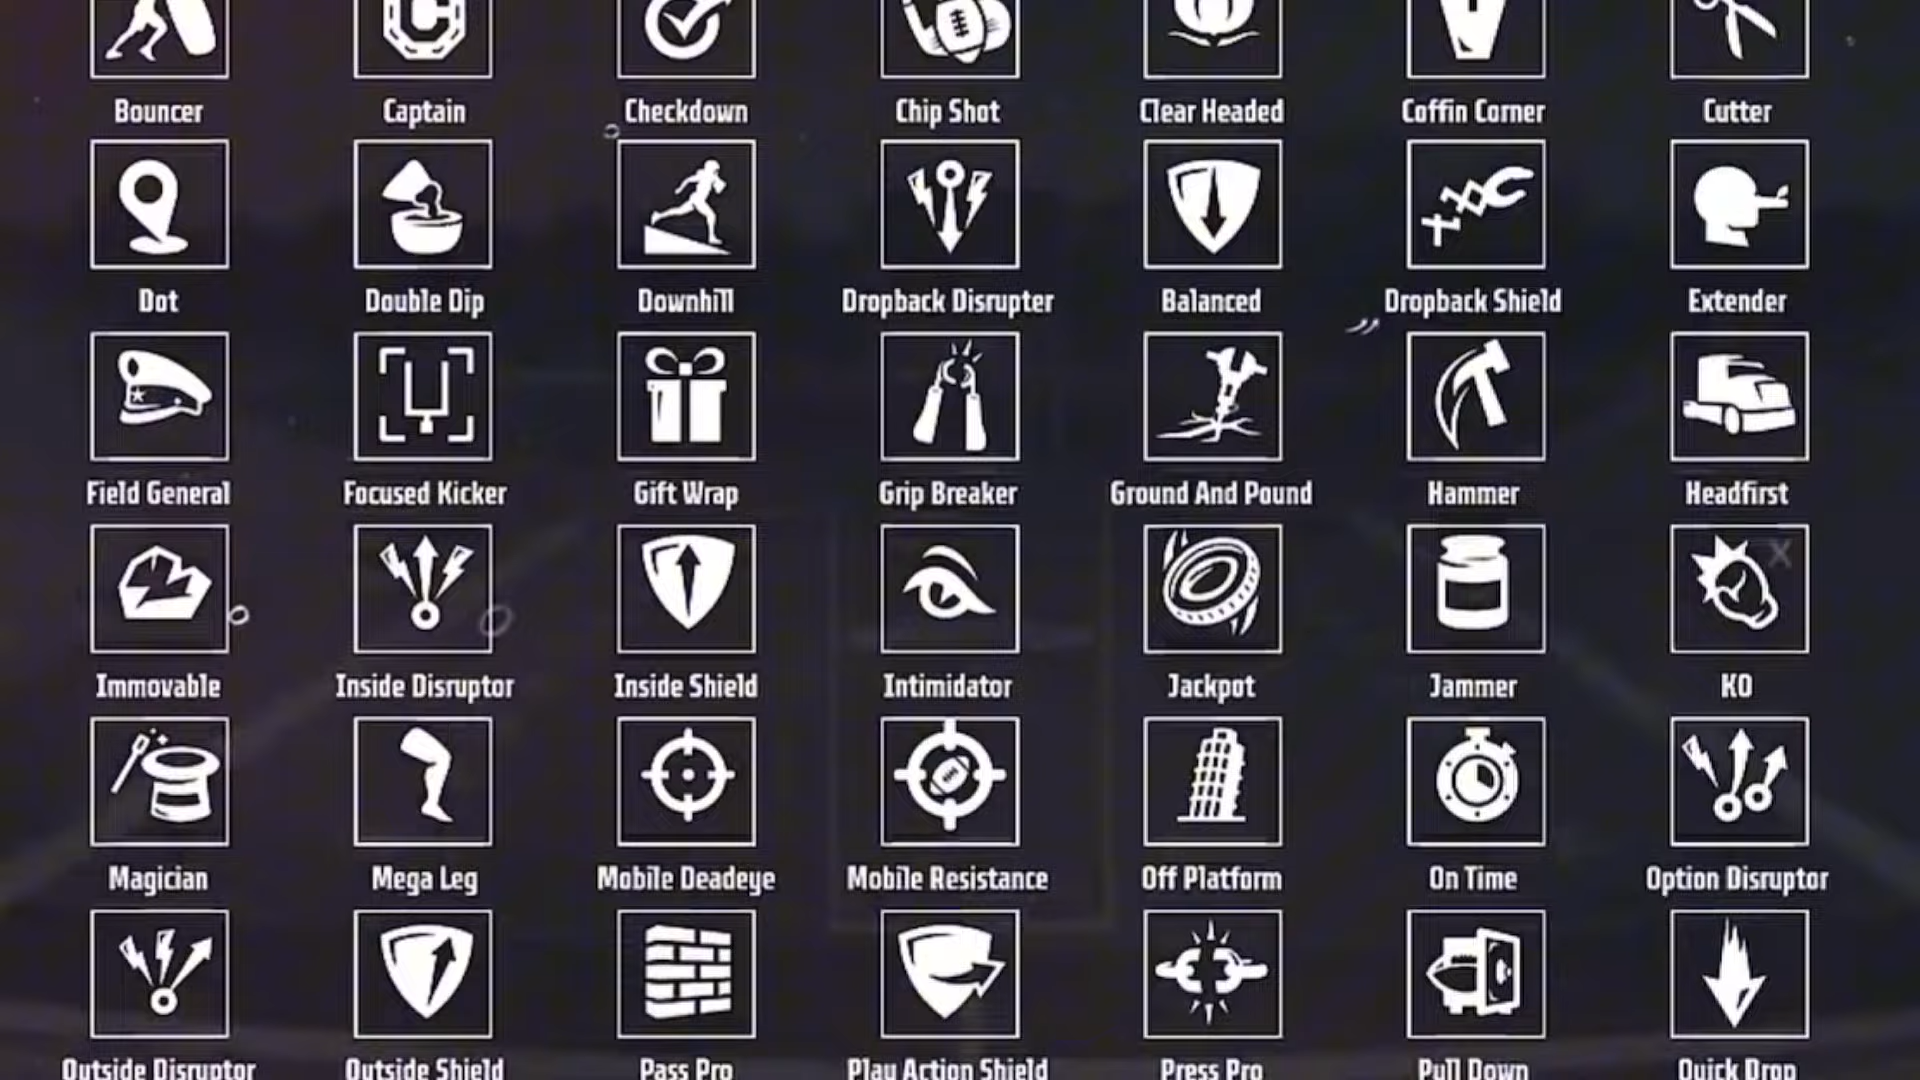 Bouncer Captain Checkdown Chip Shot Clear Headed Coffin Corner Cutter
Dot Double Dip Downhill Dropback Disrupter Balanced Dropback Shield Extender
Field General Focused Kicker Gift Wrap Grip Breaker Ground And Pound Hammer Headfirst
Immovable Inside Disruptor Inside Shield Intimidator Jackpot Jammer KO
Magician Mega Leg Mobile Deadeye Mobile Resistance Off Platform On Time Option Disruptor
Outside Disruptor Outside Shield Pass Pro Play Action Shield Press Pro Pull Down Quick Drop